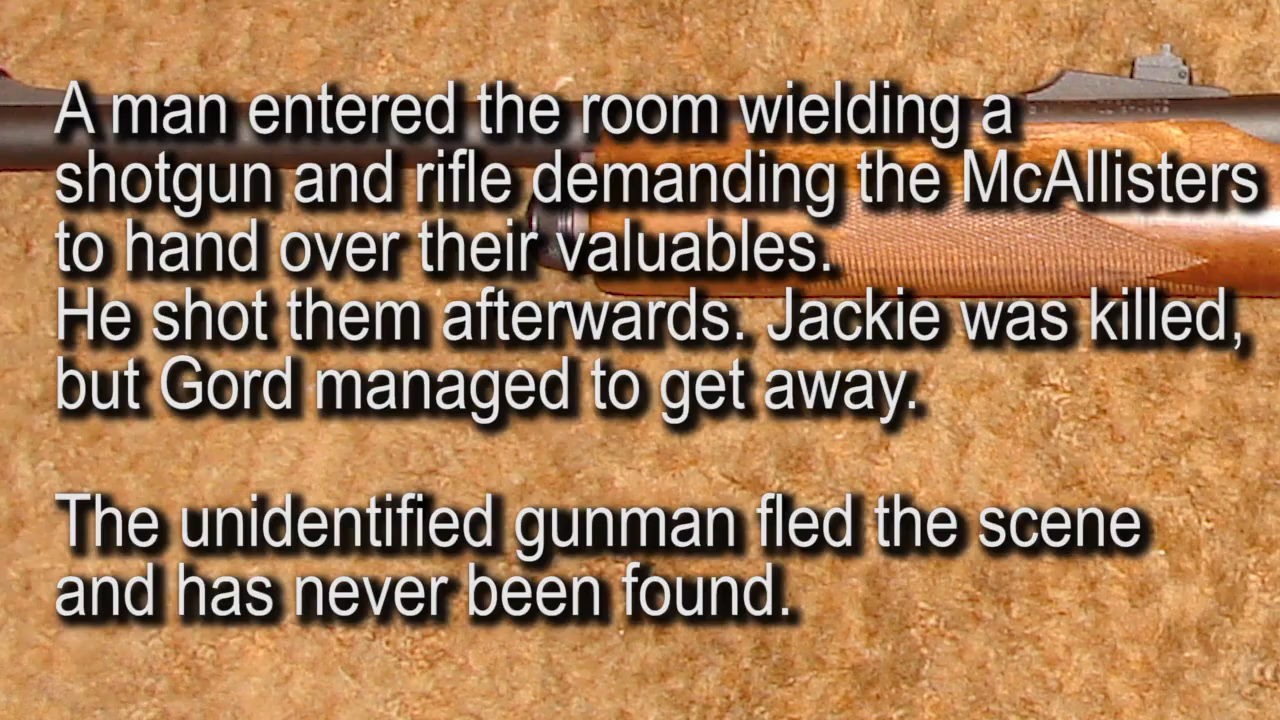 A man entered the room wielding a
shotgun and rifle demanding the McAllisters
to hand over their valuables.
He shot them afterwards. Jackie was killed,
but Gord managed to get away.
The unidentified gunman fled the scene
and has never been found.